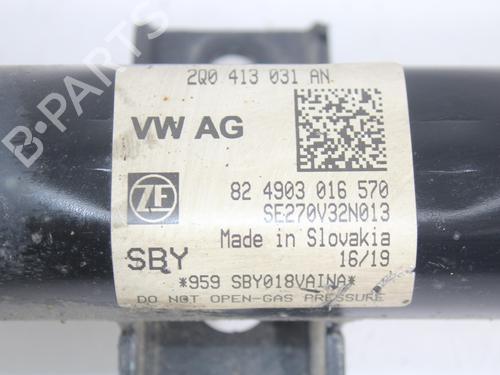 2Q0 413 031 AN.
VW AG
ZF
82 4903 016 570
SE270V32N013
Made in Slovakia
SBY
16/19
*959 SBY018VAINA*
DO NOT OPEN-GAS PRESSURE
B-PARTS